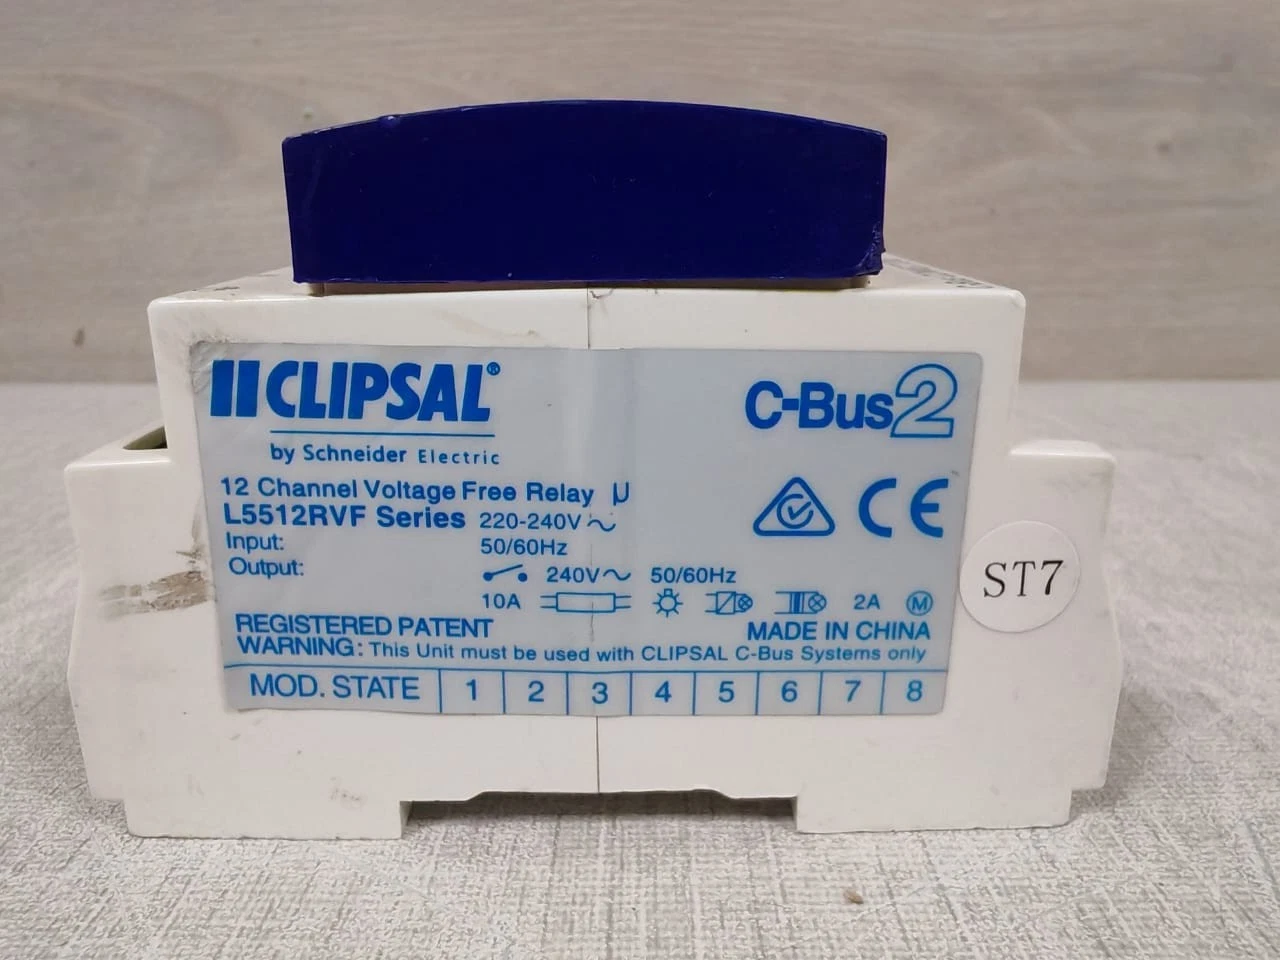 CLIPSAL®
by Schneider Electric
C-Bus2
12 Channel Voltage Free Relay μ
L5512RVF Series 220-240V~
Input: 50/60Hz
Output: 240V~ 50/60Hz
10A 2A M
REGISTERED PATENT MADE IN CHINA
WARNING: This Unit must be used with CLIPSAL C-Bus Systems only
MOD. STATE 1 2 3 4 5 6 7 8
CE
ST7